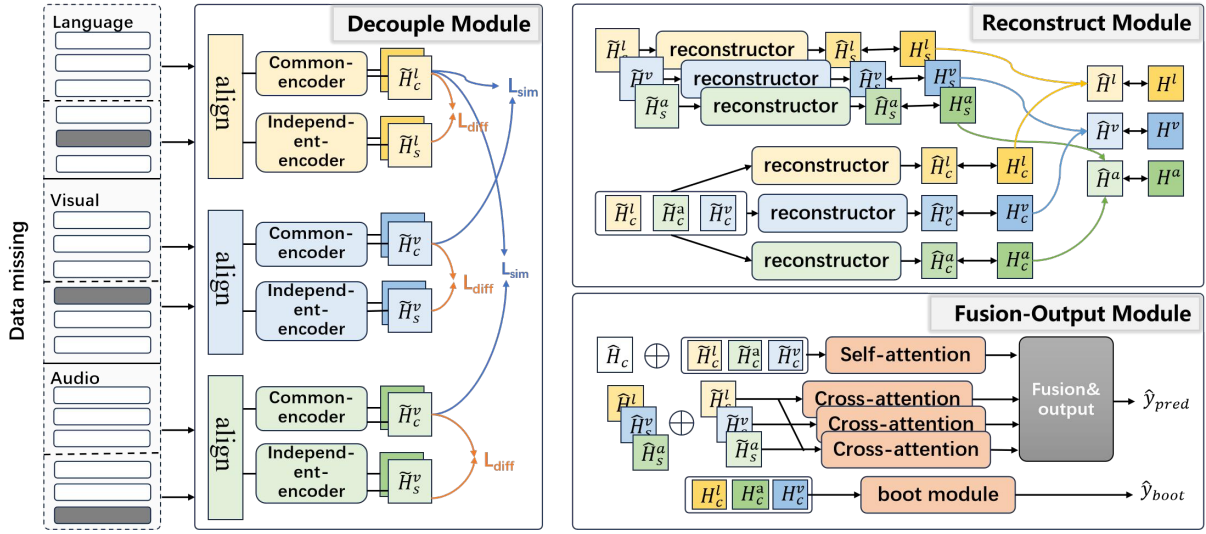 Data missing
Language
Visual
Audio
Decouple Module
align
Common-
encoder
H̃_c^l
Independ-
ent-
encoder
H̃_s^l
L_diff
L_sim
align
Common-
encoder
H̃_c^v
Independ-
ent-
encoder
H̃_s^v
L_diff
L_sim
align
Common-
encoder
H̃_c^v
Independ-
ent-
encoder
H̃_s^v
L_diff
Reconstruct Module
H̃_s^l reconstructor Ĥ_s^l H_s^l
H̃_s^v reconstructor Ĥ_s^v H_s^v
H̃_s^a reconstructor Ĥ_s^a H_s^a
Ĥ^l H^l
Ĥ^v H^v
Ĥ^a H^a
reconstructor Ĥ_c^l H_c^l
H̃_c^l H̃_c^a H̃_c^v reconstructor Ĥ_c^v H_c^v
reconstructor Ĥ_c^a H_c^a
Fusion-Output Module
Ĥ_c ⊕ H̃_c^l H̃_c^a H̃_c^v Self-attention
Ĥ_s^l H̃_s^l Cross-attention
Ĥ_s^v ⊕ H̃_s^v Cross-attention
Ĥ_s^a H̃_s^a Cross-attention
Fusion&
output
ŷ_pred
H_c^l H_c^a H_c^v boot module ŷ_boot